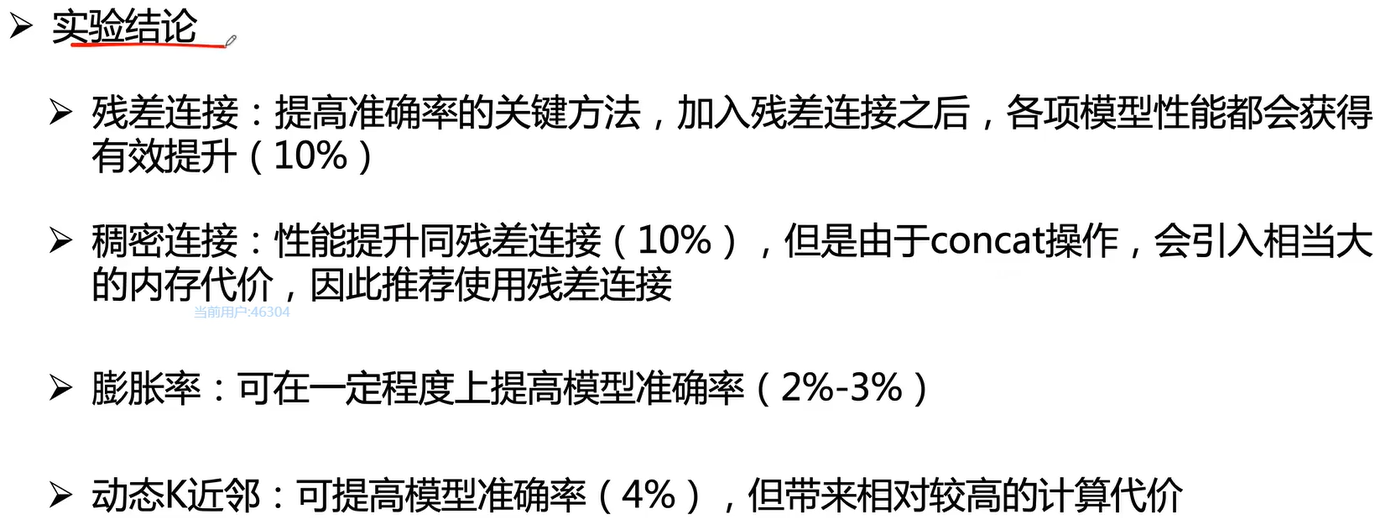 实验结论
残差连接：提高准确率的关键方法，加入残差连接之后，各项模型性能都会获得
有效提升（10%）
稠密连接：性能提升同残差连接（10%），但是由于concat操作，会引入相当大
的内存代价，因此推荐使用残差连接
当前用户:46304
膨胀率：可在一定程度上提高模型准确率（2%-3%）
动态K近邻：可提高模型准确率（4%），但带来相对较高的计算代价